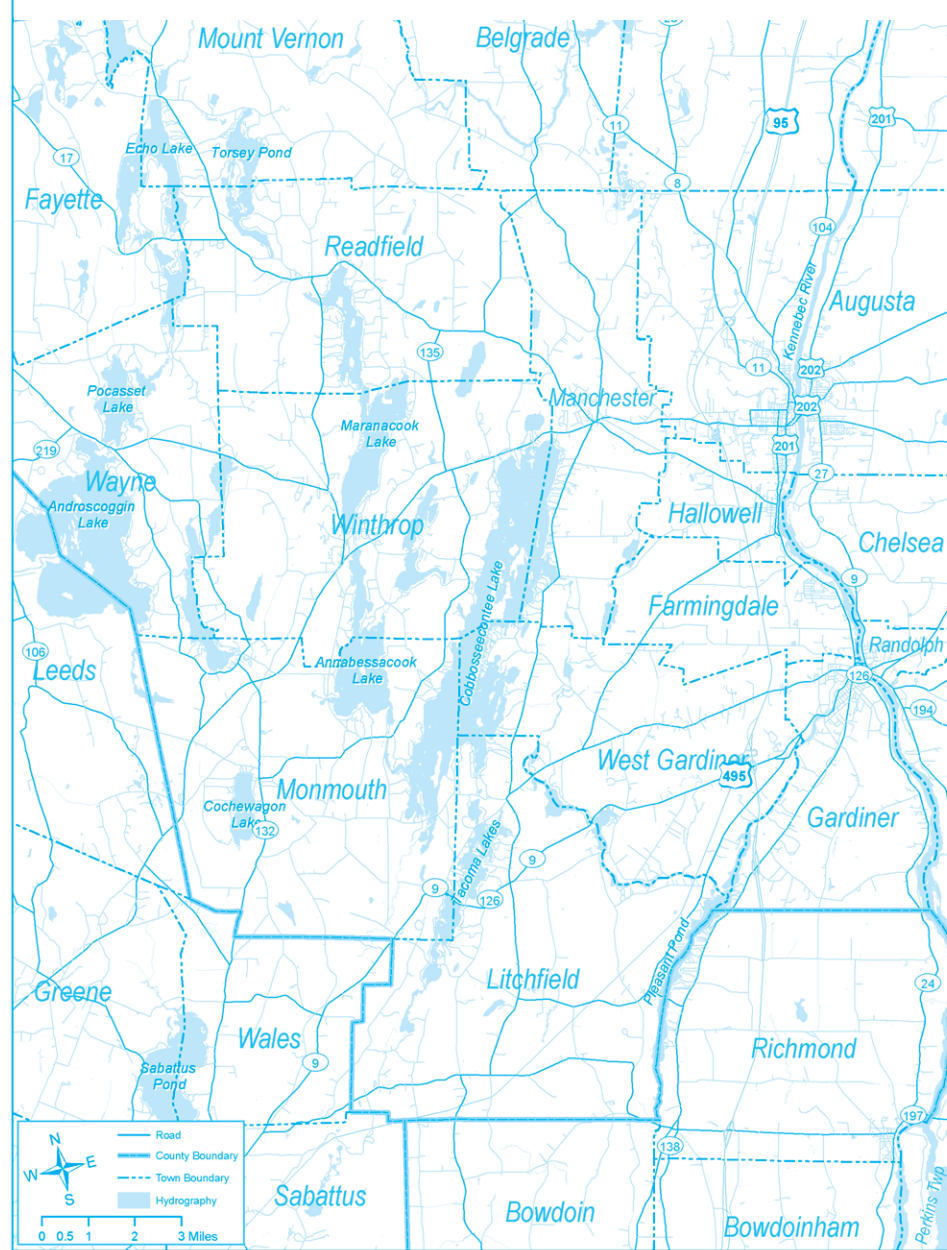 Mount Vernon
Belgrade
95
201
11
Echo Lake
Torsey Pond
17
8
Fayette
104
Readfield
Kennebec River
Augusta
135
11
202
Pocasset
Lake
Manchester
202
Maranacook
Lake
219
201
27
Wayne
Androscoggin
Lake
Winthrop
Hallowell
Chelsea
Cobbosseecontee Lake
9
Farmingdale
106
Leeds
Annabessacook
Lake
Randolph
126
194
West Gardiner
495
Monmouth
Cochewagon
Lake
132
Gardiner
Tacoma Lakes
9
9
126
Pleasant Pond
Litchfield
24
Greene
Wales
9
Richmond
Sabattus
Pond
197
138
N
W
E
S
Road
County Boundary
Town Boundary
Hydrography
0 0.5 1 2 3 Miles
Sabattus
Bowdoin
Bowdoinham
Perkins Twp